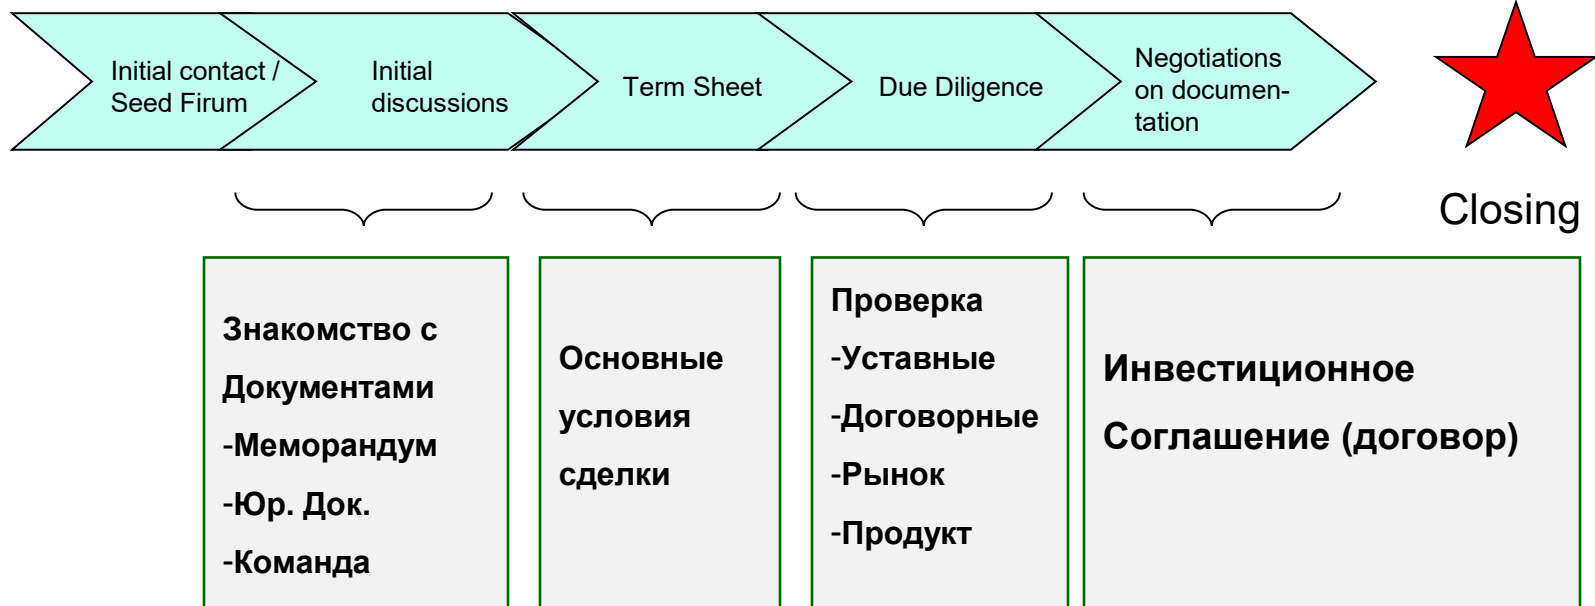 Initial contact /
Seed Firum
Initial
discussions
Term Sheet
Due Diligence
Negotiations
on documen-
tation
Closing
Знакомство с
Документами
-Меморандум
-Юр. Док.
-Команда
Основные
условия
сделки
Проверка
-Уставные
-Договорные
-Рынок
-Продукт
Инвестиционное
Соглашение (договор)